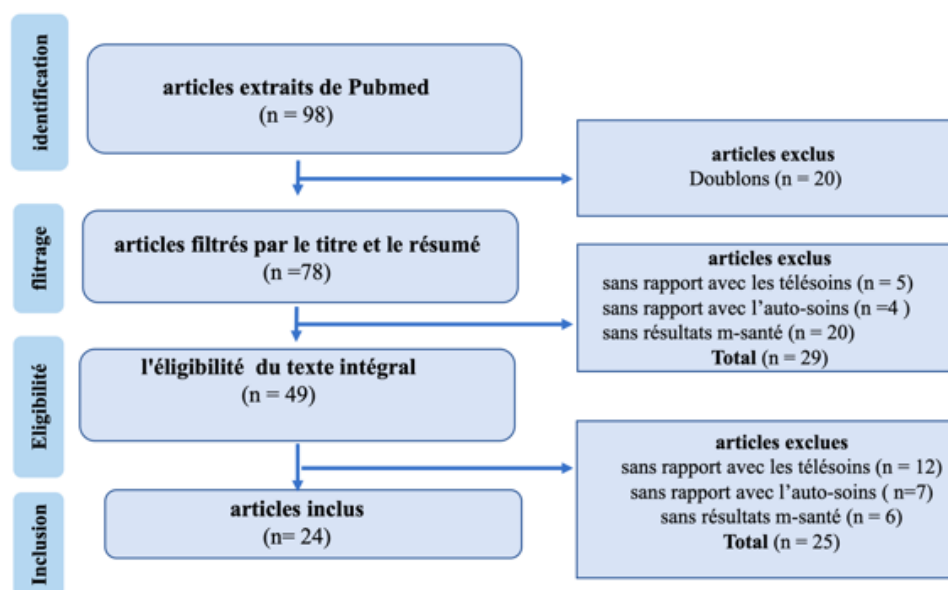 identification
articles extraits de Pubmed
(n = 98)
articles exclus
Doublons (n = 20)
flitrage
articles filtrés par le titre et le résumé
(n =78)
articles exclus
sans rapport avec les télésoins (n = 5)
sans rapport avec l’auto-soins (n =4 )
sans résultats m-santé (n = 20)
Total (n = 29)
Eligibilité
l'éligibilité du texte intégral
(n = 49)
articles exclues
sans rapport avec les télésoins (n = 12)
sans rapport avec l’auto-soins ( n=7)
sans résultats m-santé (n = 6)
Total (n = 25)
Inclusion
articles inclus
(n= 24)